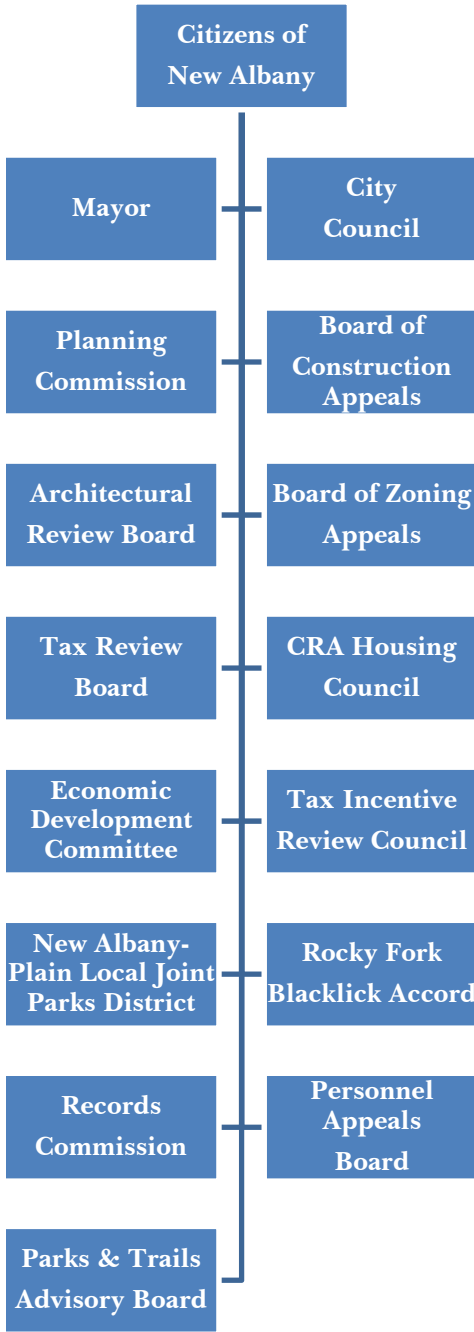 Citizens of
New Albany
Mayor
City
Council
Planning
Commission
Board of
Construction
Appeals
Architectural
Review Board
Board of Zoning
Appeals
Tax Review
Board
CRA Housing
Council
Economic
Development
Committee
Tax Incentive
Review Council
New Albany-
Plain Local Joint
Parks District
Rocky Fork
Blacklick Accord
Records
Commission
Personnel
Appeals
Board
Parks & Trails
Advisory Board